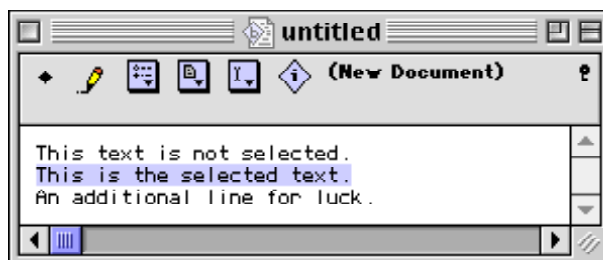 untitled
(New Document)
This text is not selected.
This is the selected text.
An additional line for luck.